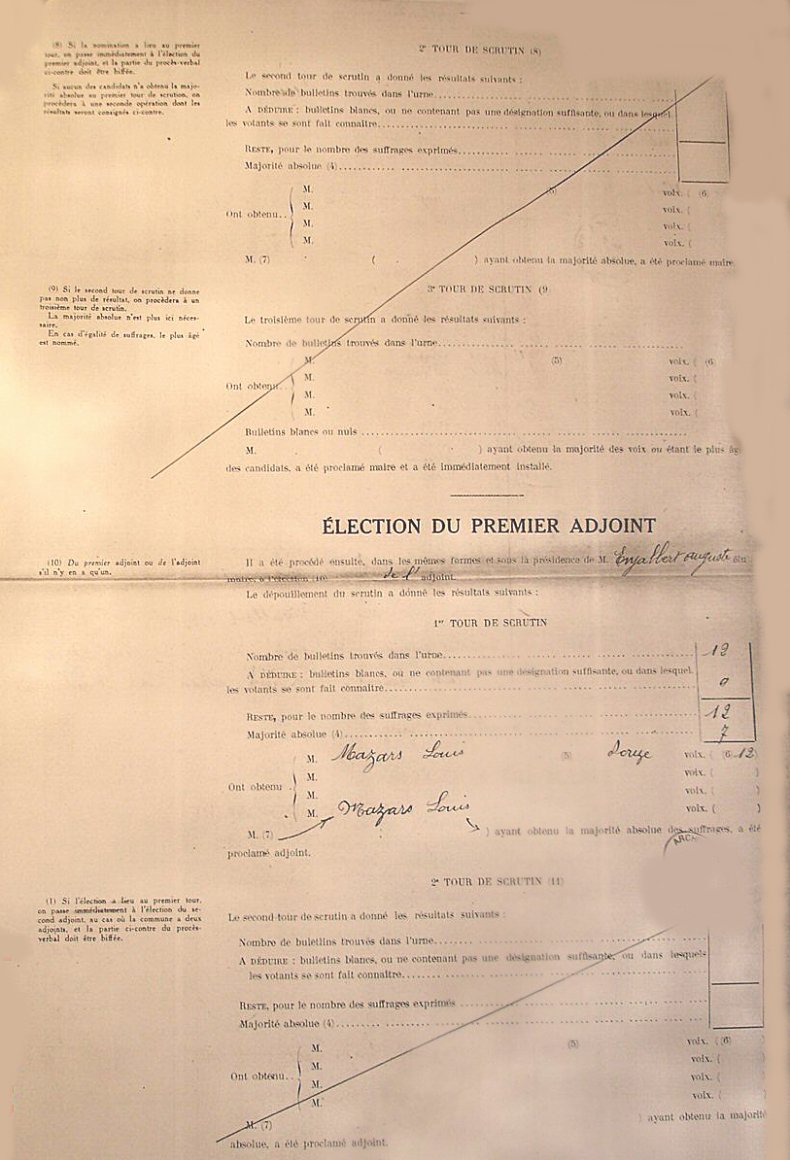 (8) Si la nomination a lieu au premier
tour, on passe immédiatement à l'élection du
premier adjoint, et la partie du procès-verbal
ci-contre doit être biffée.
Si aucun des candidats n'a obtenu la majo-
rité absolue au premier tour de scrution, on
procèdera à une seconde opération dont les
résultats seront consignés ci-contre.
2e TOUR DE SCRUTIN (8)
Le second tour de scrutin a donné les résultats suivants :
Nombre de bulletins trouvés dans l'urne
A DÉDUIRE : bulletins blancs, ou ne contenant pas une désignation suffisante, ou dans lesquel
les votants se sont fait connaître
RESTE, pour le nombre des suffrages exprimés
Majorité absolue (4)
M. (5) voix. ( (6
M. voix. (
Ont obtenu
M. voix. (
M. voix. (
M. (7) ( ) ayant obtenu la majorité absolue, a été proclamé maire
(9) Si le second tour de scrutin ne donne
pas non plus de résultat, on procèdera à un
troisième tour de scrutin.
La majorité absolue n'est plus ici néces-
saire.
En cas d'égalité de suffrages, le plus âgé
est nommé.
3e TOUR DE SCRUTIN (9
Le troisième tour de scrutin a donné les résultats suivants :
Nombre de bulletins trouvés dans l'urne
M. (5) voix. ( (6
M. voix. (
Ont obtenu
M. voix. (
M. voix. (
Bulletins blancs ou nuls
M. ( ) ayant obtenu la majorité des voix ou étant le plus âg
des candidats, a été proclamé maire et a été immédiatement installé.
ÉLECTION DU PREMIER ADJOINT
(10) Du premier adjoint ou de l'adjoint
s'il n'y en a qu'un.
Il a été procédé ensuite, dans les mêmes formes et sous la présidence de M. Enjalbert Auguste élu
maire, à l'élection (10) de l' adjoint.
Le dépouillement du scrutin a donné les résultats suivants :
1er TOUR DE SCRUTIN
Nombre de bulletins trouvés dans l'urne 12
A DÉDUIRE : bulletins blancs, ou ne contenant pas une désignation suffisante, ou dans lesquel
les votants se sont fait connaître 0
RESTE, pour le nombre des suffrages exprimés 12
Majorité absolue (4) 7
M. Mazars Louis (5) Douze voix. ( (6) 12)
M. voix. ( )
Ont obtenu
M. voix. ( )
M. Mazars Louis voix. ( )
M. (7) ) ayant obtenu la majorité absolue des suffrages, a été
proclamé adjoint.
ARC
2e TOUR DE SCRUTIN (11)
(1) Si l'élection a lieu au premier tour,
on passe immédiatement à l'élection du se-
cond adjoint, au cas où la commune a deux
adjoints, et la partie ci-contre du procès-
verbal doit être biffée.
Le second tour de scrutin a donné les résultats suivants :
Nombre de buletlins trouvés dans l'urne
A DÉDUIRE : bulletins blancs, ou ne contenant pas une désignation suffisante, ou dans lesquels
les votants se sont fait connaître
RESTE, pour le nombre des suffrages exprimés
Majorité absolue (4)
M. (5) voix. ( (6)
M. voix. (
Ont obtenu
M. voix. (
M. voix. (
M. (7) ) ayant obtenu la majorité
absolue, a été proclamé adjoint.